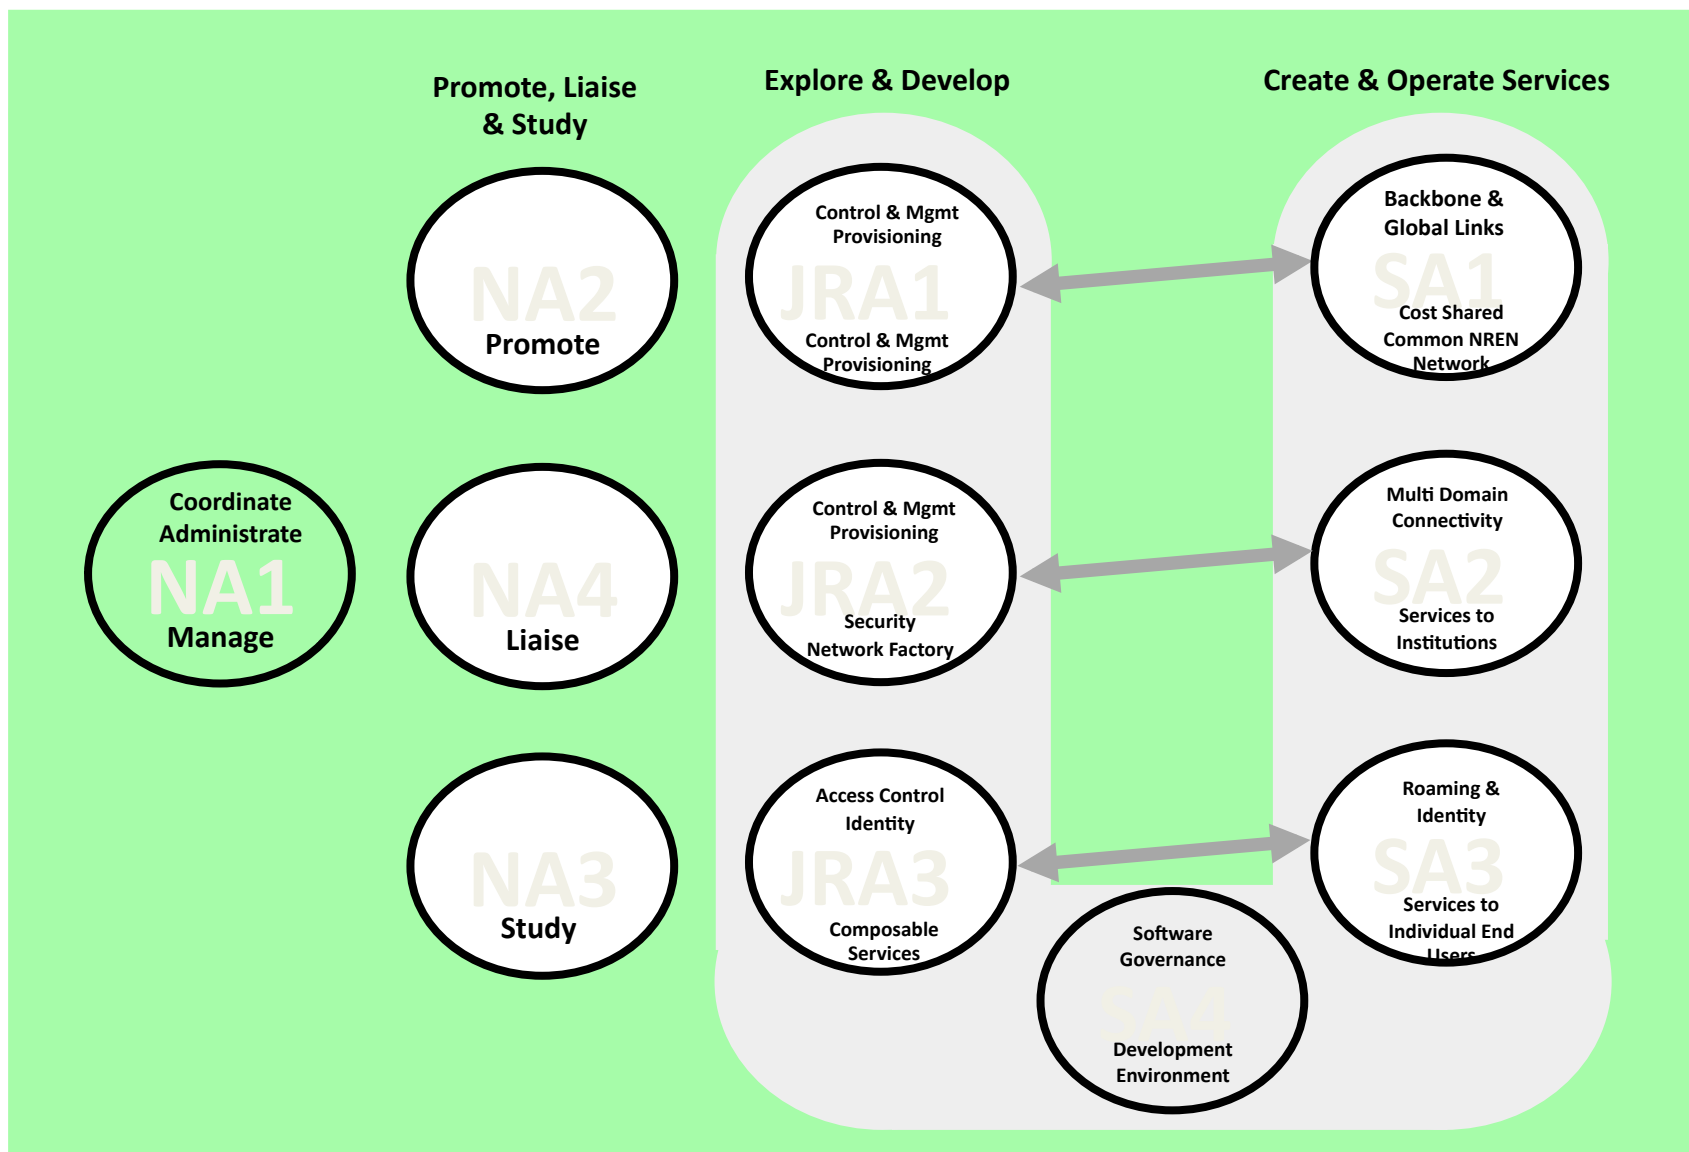 Promote, Liaise
& Study
Explore & Develop
Create & Operate Services
NA2
Promote
Control & Mgmt
Provisioning
JRA1
Control & Mgmt
Provisioning
Backbone &
Global Links
SA1
Cost Shared
Common NREN
Network
Coordinate
Administrate
NA1
Manage
NA4
Liaise
Control & Mgmt
Provisioning
JRA2
Security
Network Factory
Multi Domain
Connectivity
SA2
Services to
Institutions
NA3
Study
Access Control
Identity
JRA3
Composable
Services
Roaming &
Identity
SA3
Services to
Individual End
Users
Software
Governance
SA4
Development
Environment